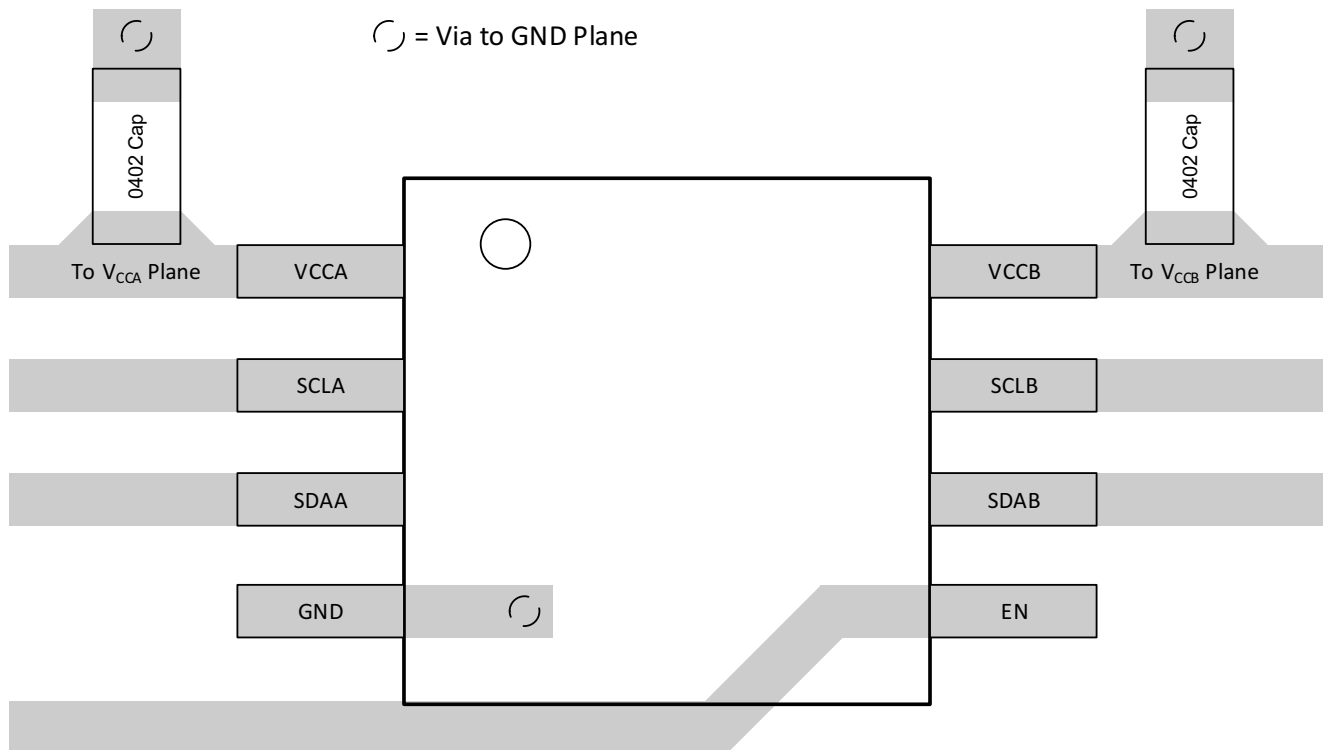 = Via to GND Plane
0402 Cap
0402 Cap
To VCCA Plane
VCCA
VCCB
To VCCB Plane
SCLA
SCLB
SDAA
SDAB
GND
EN